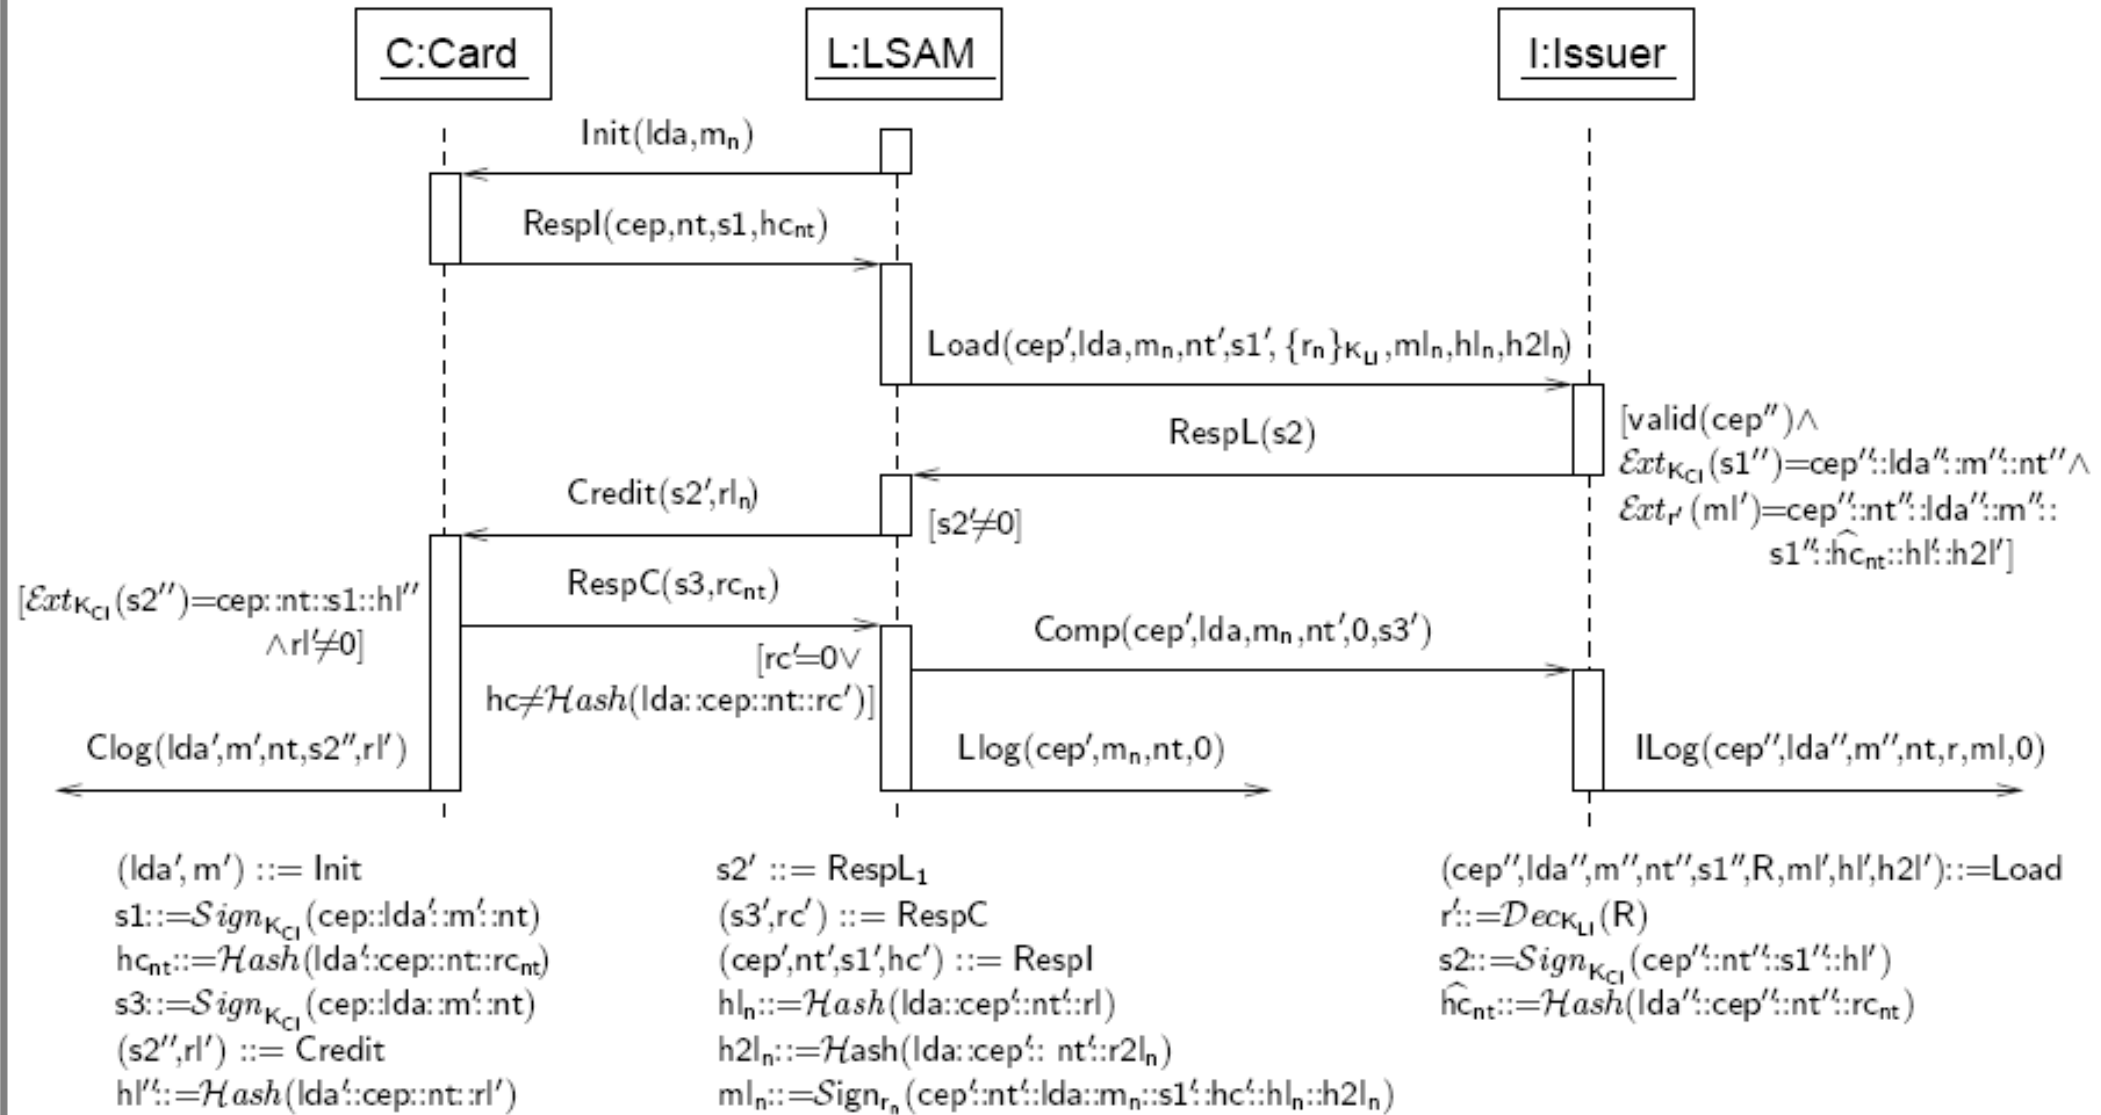 C:Card
L:LSAM
I:Issuer
Init(lda,mₙ)
RespI(cep,nt,s1,hcₙₜ)
Load(cep′,lda,mₙ,nt′,s1′, {rₙ}K_LI,mlₙ,hlₙ,h2lₙ)
RespL(s2)
[valid(cep″)∧
ℰxtK_CI(s1″)=cep″::lda″::m″::nt″∧
ℰxtr′(ml′)=cep″::nt″::lda″::m″::
s1″::ĥcₙₜ::hl′::h2l′]
Credit(s2′,rlₙ)
[s2′≠0]
RespC(s3,rcₙₜ)
[ℰxtK_CI(s2″)=cep::nt::s1::hl″
∧rl′≠0]
Comp(cep′,lda,mₙ,nt′,0,s3′)
[rc′=0∨
hc≠ℋash(lda::cep::nt::rc′)]
Clog(lda′,m′,nt,s2″,rl′)
Llog(cep′,mₙ,nt,0)
ILog(cep″,lda″,m″,nt,r,ml,0)
(lda′, m′) ::= Init
s1::=𝒮ignK_CI(cep::lda′::m′::nt)
hcₙₜ::=ℋash(lda′::cep::nt::rcₙₜ)
s3::=𝒮ignK_CI(cep::lda::m′::nt)
(s2″,rl′) ::= Credit
hl″::=ℋash(lda′::cep::nt::rl′)
s2′ ::= RespL₁
(s3′,rc′) ::= RespC
(cep′,nt′,s1′,hc′) ::= RespI
hlₙ::=ℋash(lda::cep′::nt′::rl)
h2lₙ::=ℋash(lda::cep′:: nt′::r2lₙ)
mlₙ::=𝒮ignrₙ(cep′::nt′::lda::mₙ::s1′::hc′::hlₙ::h2lₙ)
(cep″,lda″,m″,nt″,s1″,R,ml′,hl′,h2l′)::=Load
r′::=𝒟ecK_LI(R)
s2::=𝒮ignK_CI(cep″::nt″::s1″::hl′)
ĥcₙₜ::=ℋash(lda″::cep″::nt″::rcₙₜ)